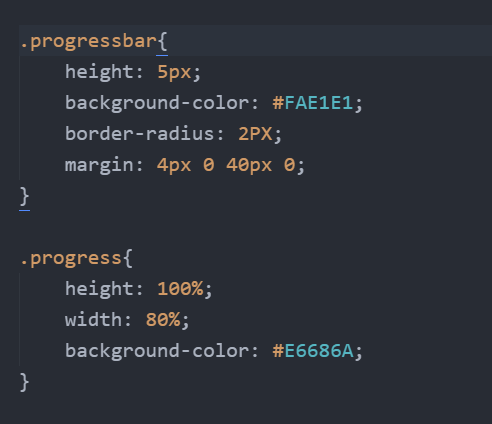 .progressbar{
    height: 5px;
    background-color: #FAE1E1;
    border-radius: 2PX;
    margin: 4px 0 40px 0;
}

.progress{
    height: 100%;
    width: 80%;
    background-color: #E6686A;
}